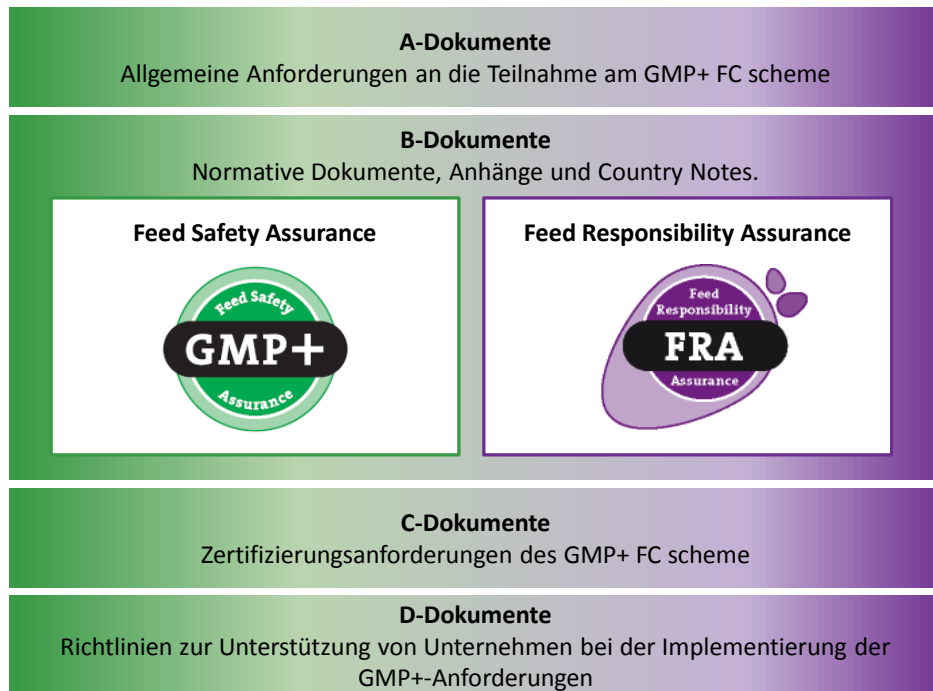 A-Dokumente
Allgemeine Anforderungen an die Teilnahme am GMP+ FC scheme
B-Dokumente
Normative Dokumente, Anhänge und Country Notes.
Feed Safety Assurance
Feed Safety
GMP+
Assurance
Feed Responsibility Assurance
Feed
Responsibility
FRA
Assurance
C-Dokumente
Zertifizierungsanforderungen des GMP+ FC scheme
D-Dokumente
Richtlinien zur Unterstützung von Unternehmen bei der Implementierung der
GMP+-Anforderungen